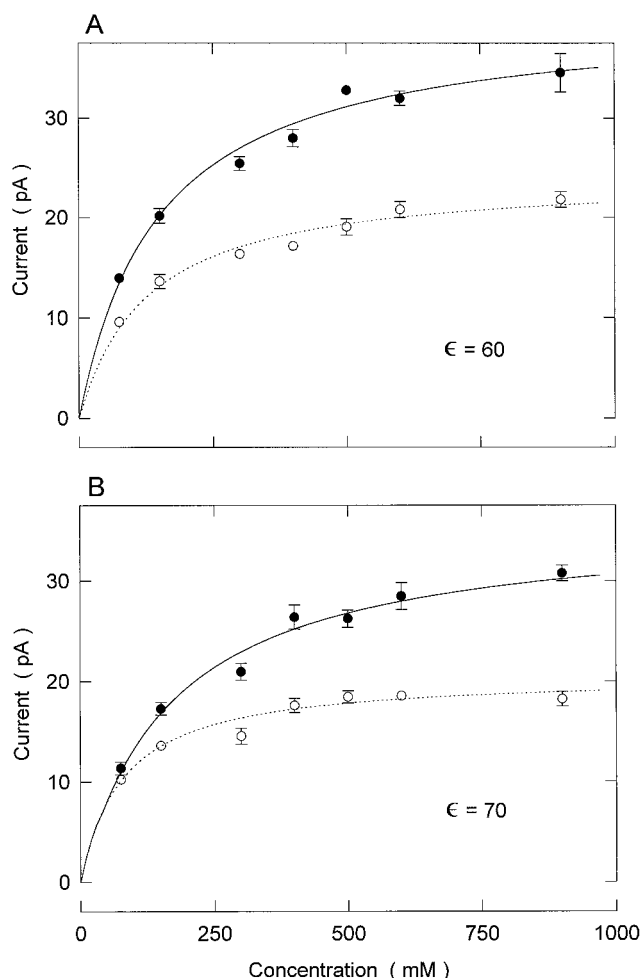 A
30
20
10
0
Current ( pA )
ϵ = 60
B
30
20
10
0
Current ( pA )
ϵ = 70
0 250 500 750 1000
Concentration ( mM )